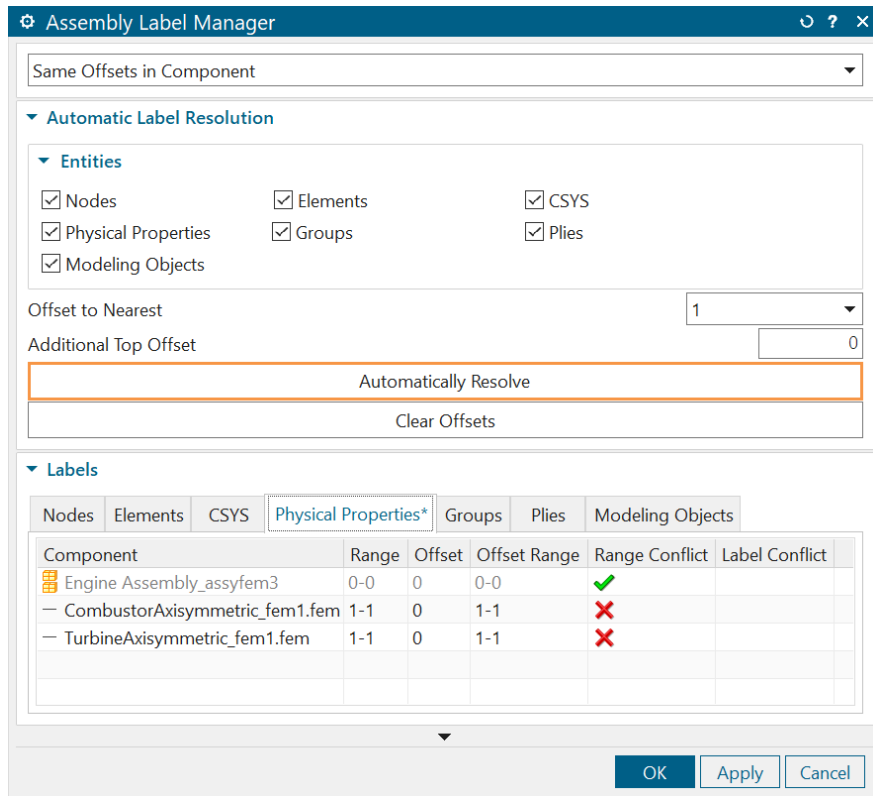 Assembly Label Manager ?
Same Offsets in Component
Automatic Label Resolution
Entities
Nodes Elements CSYS
Physical Properties Groups Plies
Modeling Objects
Offset to Nearest 1
Additional Top Offset 0
Automatically Resolve
Clear Offsets
Labels
Nodes Elements CSYS Physical Properties* Groups Plies Modeling Objects
Component Range Offset Offset Range Range Conflict Label Conflict
Engine Assembly_assyfem3 0-0 0 0-0
CombustorAxisymmetric_fem1.fem 1-1 0 1-1
TurbineAxisymmetric_fem1.fem 1-1 0 1-1
OK Apply Cancel